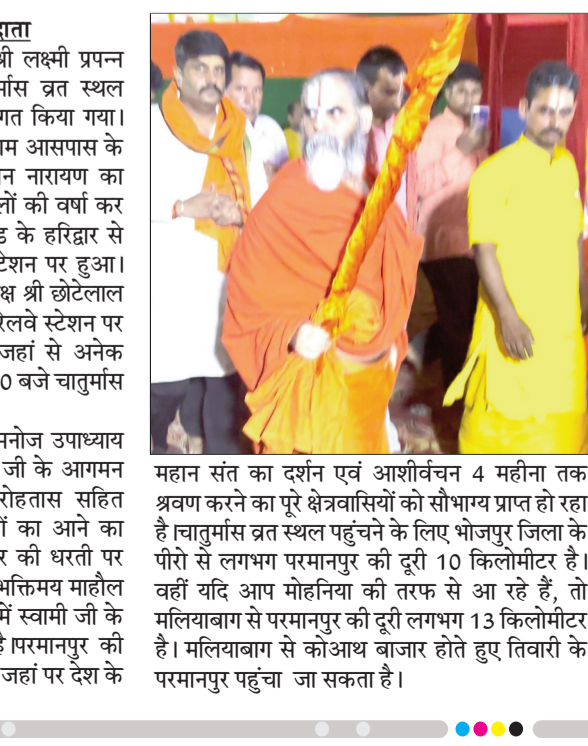 दाता
श्री लक्ष्मी प्रपन्न
व्रत स्थल
किया गया।
आसपास के
नारायण का
की वर्षा कर
के हरिद्वार से
पर हुआ।
श्री छोटेलाल
रेलवे स्टेशन पर
जहां से अनेक
0 बजे चातुर्मास
मनोज उपाध्याय
जी के आगमन
रोहतास सहित
का आने का
की धरती पर
भक्तिमय माहौल
में स्वामी जी के
है।परमानपुर की
जहां पर देश के
महान संत का दर्शन एवं आशीर्वचन 4 महीना तक
श्रवण करने का पूरे क्षेत्रवासियों को सौभाग्य प्राप्त हो रहा
है।चातुर्मास व्रत स्थल पहुंचने के लिए भोजपुर जिला के
पीरो से लगभग परमानपुर की दूरी 10 किलोमीटर है।
वहीं यदि आप मोहनिया की तरफ से आ रहे हैं, तो
मलियाबाग से परमानपुर की दूरी लगभग 13 किलोमीटर
है। मलियाबाग से कोआथ बाजार होते हुए तिवारी के
परमानपुर पहुंचा जा सकता है।